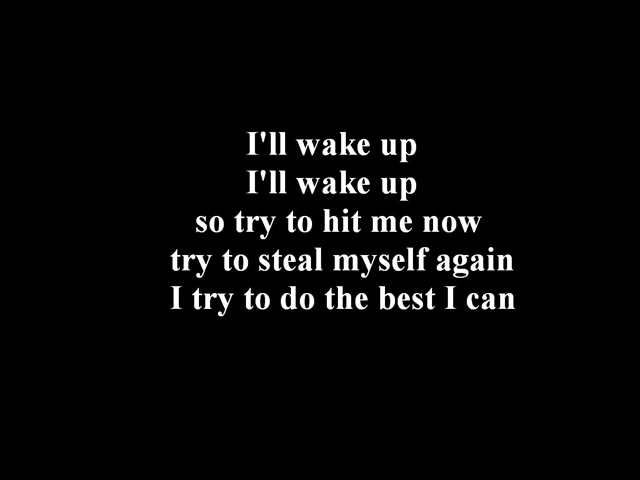 I'll wake up
I'll wake up
so try to hit me now
try to steal myself again
I try to do the best I can